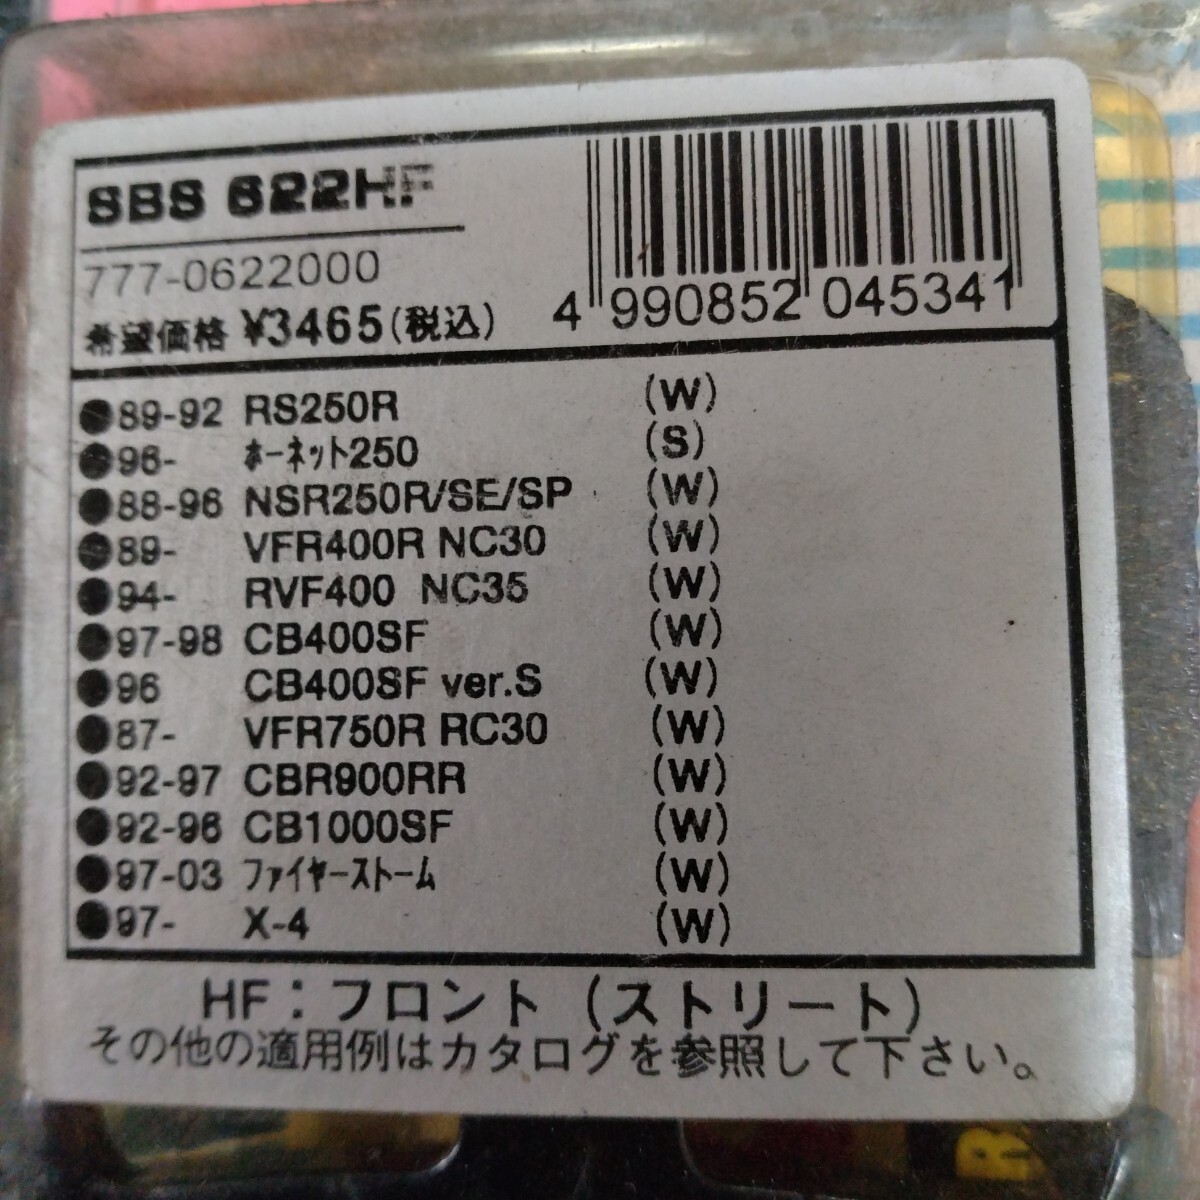 SBS 622HF
777-0622000
希望価格 ¥3465(税込)
4 990852 045341
●89-92 RS250R (W)
●96- ﾎｰﾈｯﾄ250 (S)
●88-96 NSR250R/SE/SP (W)
●89- VFR400R NC30 (W)
●94- RVF400 NC35 (W)
●97-98 CB400SF (W)
●96 CB400SF ver.S (W)
●87- VFR750R RC30 (W)
●92-97 CBR900RR (W)
●92-96 CB1000SF (W)
●97-03 ﾌｧｲﾔｰｽﾄｰﾑ (W)
●97- X-4 (W)
HF：フロント（ストリート）
その他の適用例はカタログを参照して下さい。